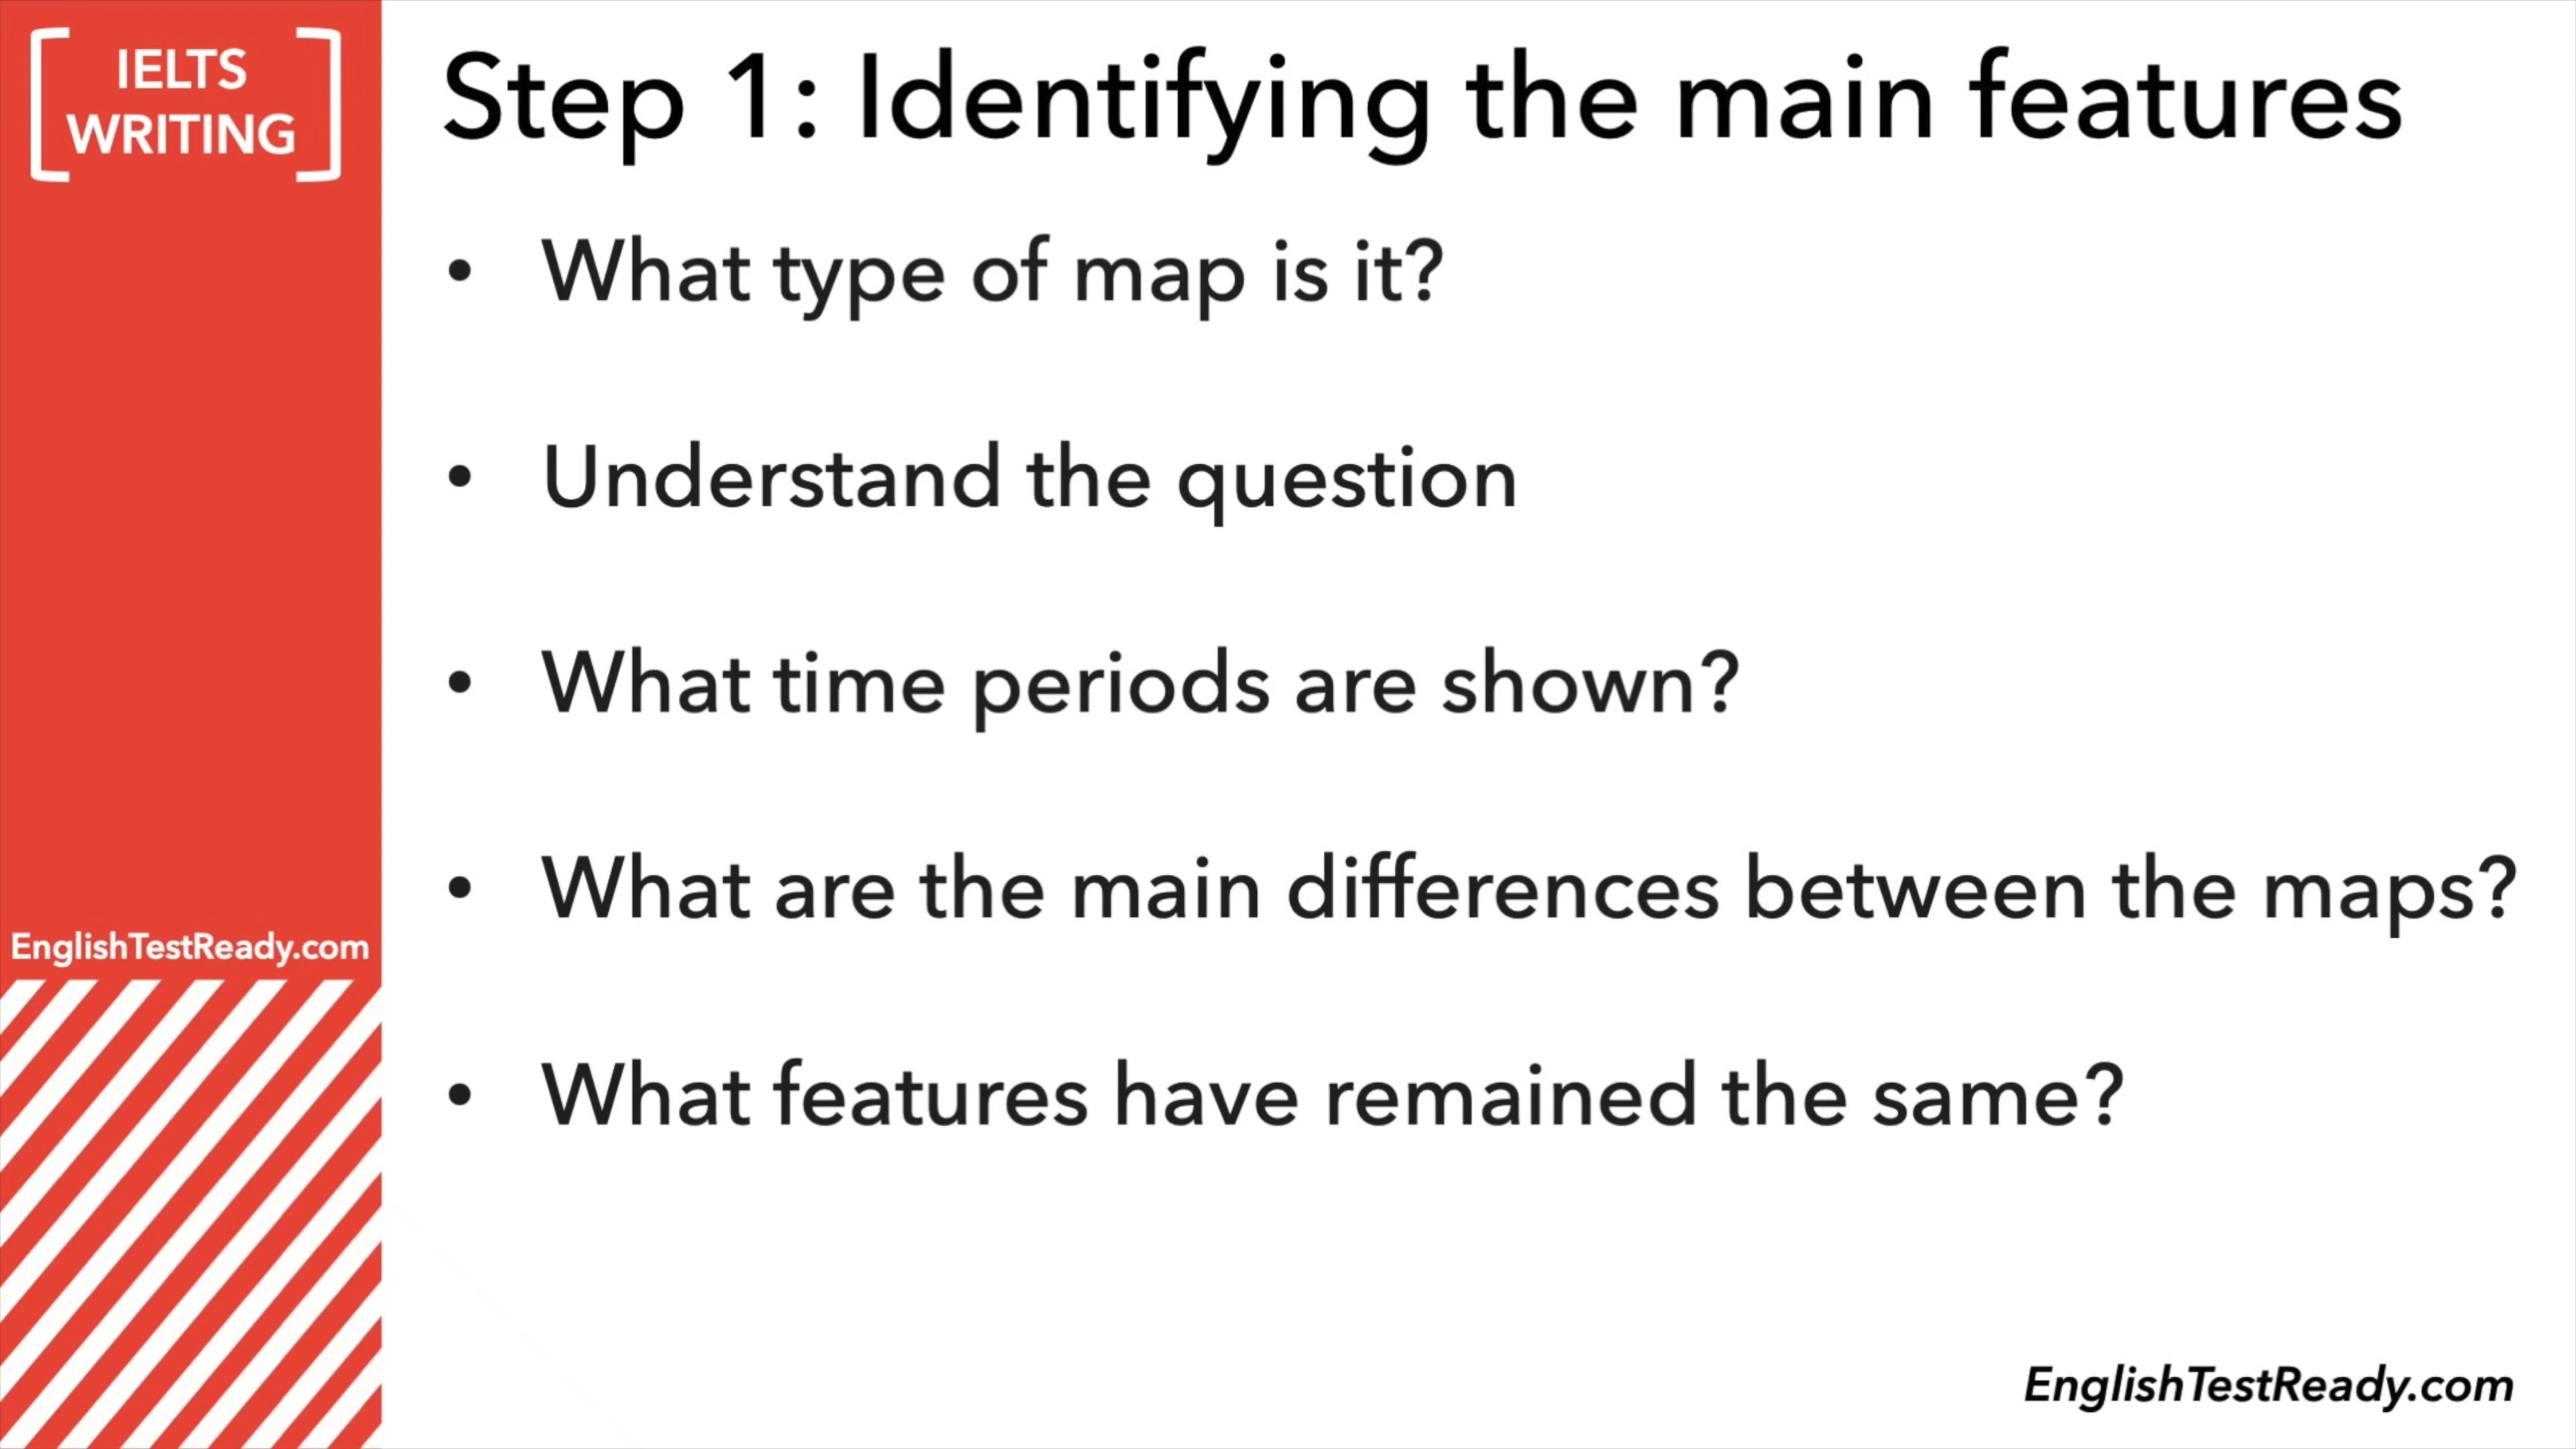 IELTS
WRITING
Step 1: Identifying the main features
• What type of map is it?
• Understand the question
• What time periods are shown?
• What are the main differences between the maps?
• What features have remained the same?
EnglishTestReady.com
EnglishTestReady.com